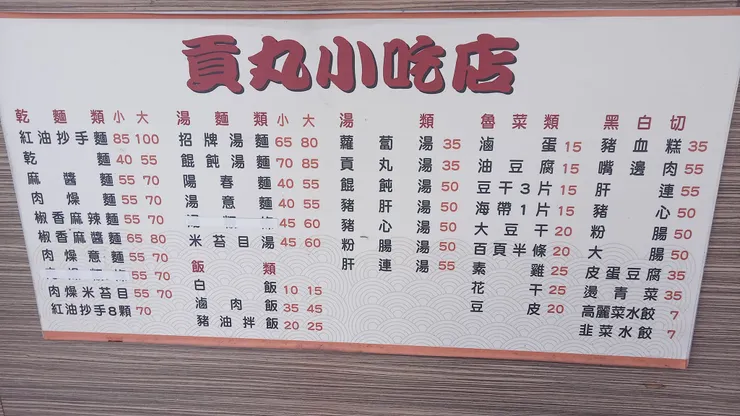 貢丸小吃店
乾麵類 小 大
紅油抄手麵 85 100
乾麵 40 55
麻醬麵 55 70
肉燥麵 55 70
椒香麻辣麵 55 70
椒香麻醬麵 65 80
肉燥意麵 55 70
55 70
肉燥米苔目 55 70
紅油抄手8顆 70
湯麵類 小 大
招牌湯麵 65 80
餛飩湯麵 70 85
陽春麵 40 55
湯意麵 40 55
45 60
米苔目湯 45 60
飯類
白飯 10 15
滷肉飯 35 45
豬油拌飯 20 25
湯類
蘿蔔湯 35
貢丸湯 35
餛飩湯 50
豬肝湯 50
豬心湯 50
粉腸湯 50
肝連湯 55
魯菜類
滷蛋 15
油豆腐 15
豆干3片 15
海帶1片 15
大豆干 20
百頁半條 20
素雞 25
花干 25
豆皮 20
黑白切
豬血糕 35
嘴邊肉 55
肝連 55
豬心 50
粉腸 50
大腸 50
皮蛋豆腐 35
燙青菜 35
高麗菜水餃 7
韭菜水餃 7